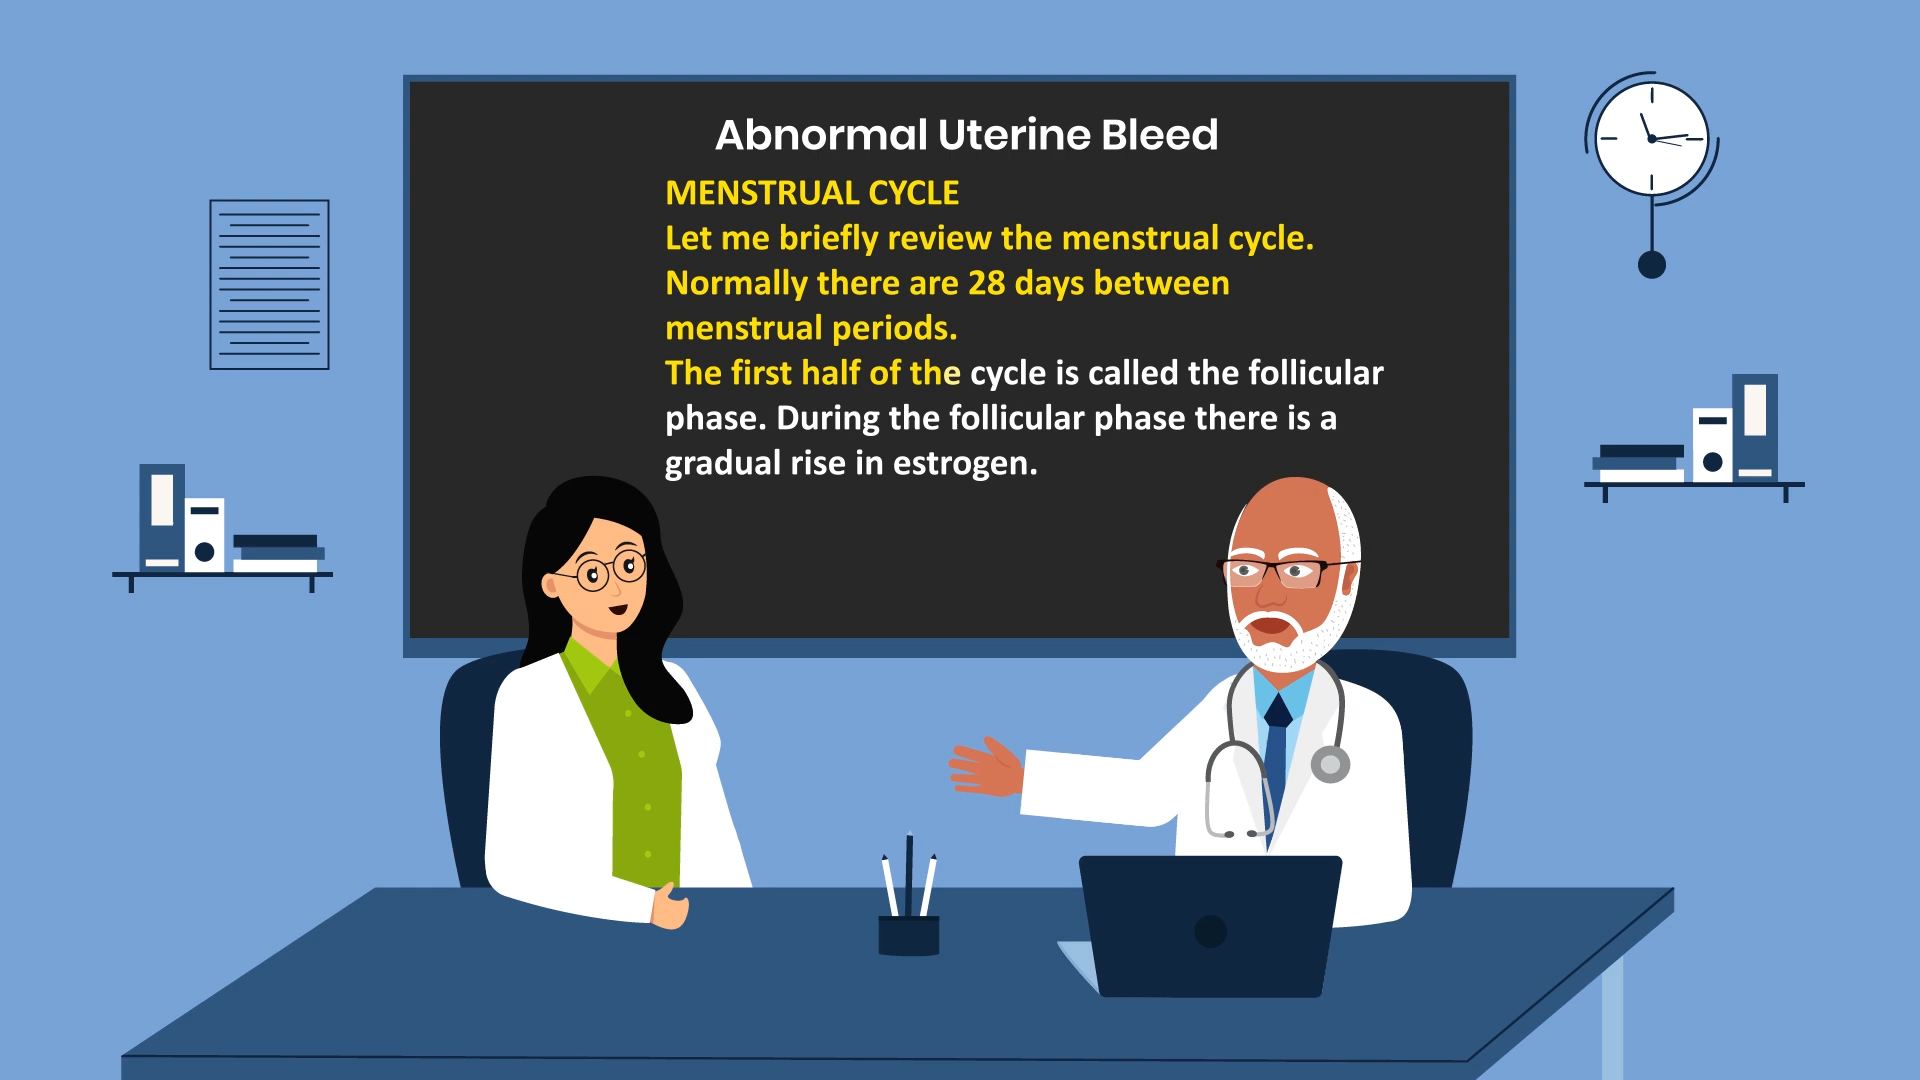 Abnormal Uterine Bleed
MENSTRUAL CYCLE
Let me briefly review the menstrual cycle.
Normally there are 28 days between
menstrual periods.
The first half of the cycle is called the follicular
phase. During the follicular phase there is a
gradual rise in estrogen.